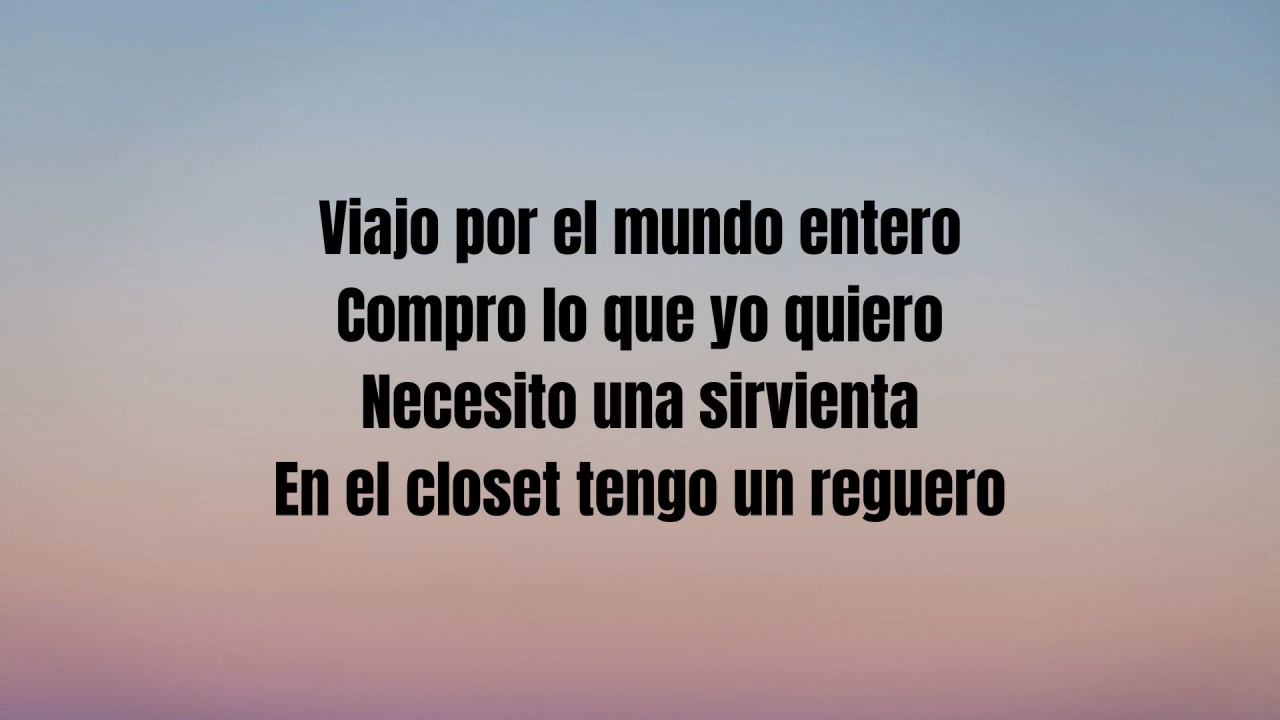 Viajo por el mundo entero
Compro lo que yo quiero
Necesito una sirvienta
En el closet tengo un reguero